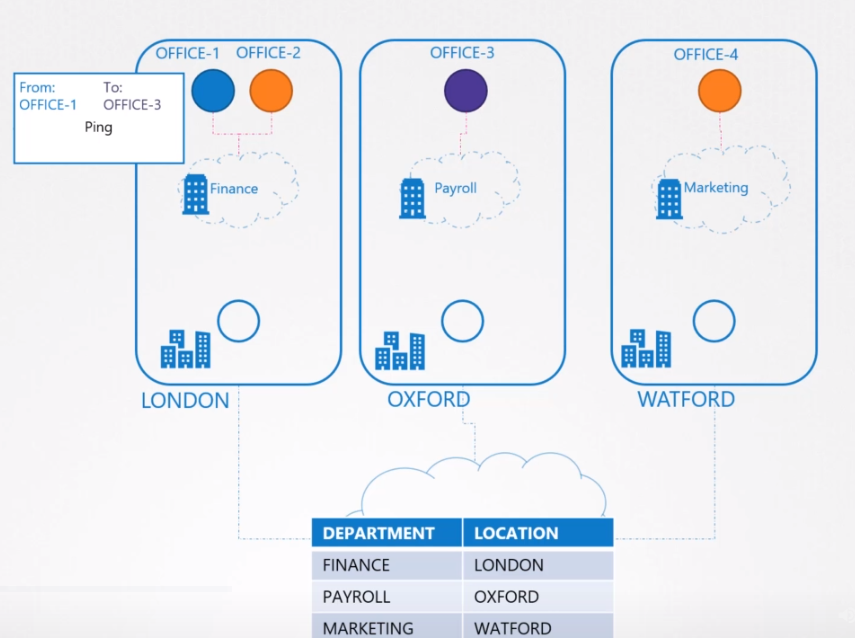 OFFICE-1 OFFICE-2
OFFICE-3
OFFICE-4
From: To:
OFFICE-1 OFFICE-3
Ping
Finance
Payroll
Marketing
LONDON
OXFORD
WATFORD
DEPARTMENT LOCATION
FINANCE LONDON
PAYROLL OXFORD
MARKETING WATFORD